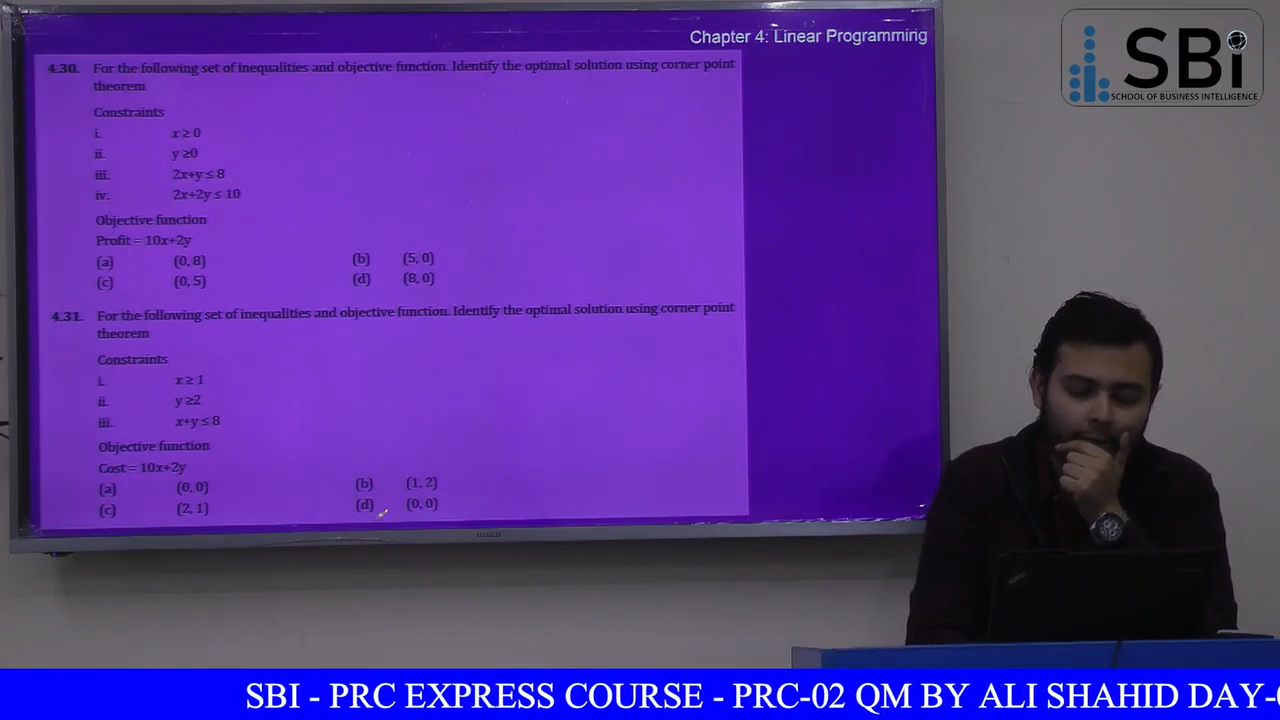 Chapter 4: Linear Programming
SBi
SCHOOL OF BUSINESS INTELLIGENCE
4.30. For the following set of inequalities and objective function. Identify the optimal solution using corner point
theorem
Constraints
i. x ≥ 0
ii. y ≥0
iii. 2x+y ≤ 8
iv. 2x+2y ≤ 10
Objective function
Profit = 10x+2y
(a) (0, 8) (b) (5, 0)
(c) (0, 5) (d) (8, 0)
4.31. For the following set of inequalities and objective function. Identify the optimal solution using corner point
theorem
Constraints
i. x ≥ 1
ii. y ≥2
iii. x+y ≤ 8
Objective function
Cost = 10x+2y
(a) (0, 0) (b) (1, 2)
(c) (2, 1) (d) (0, 0)
SBI - PRC EXPRESS COURSE - PRC-02 QM BY ALI SHAHID DAY-